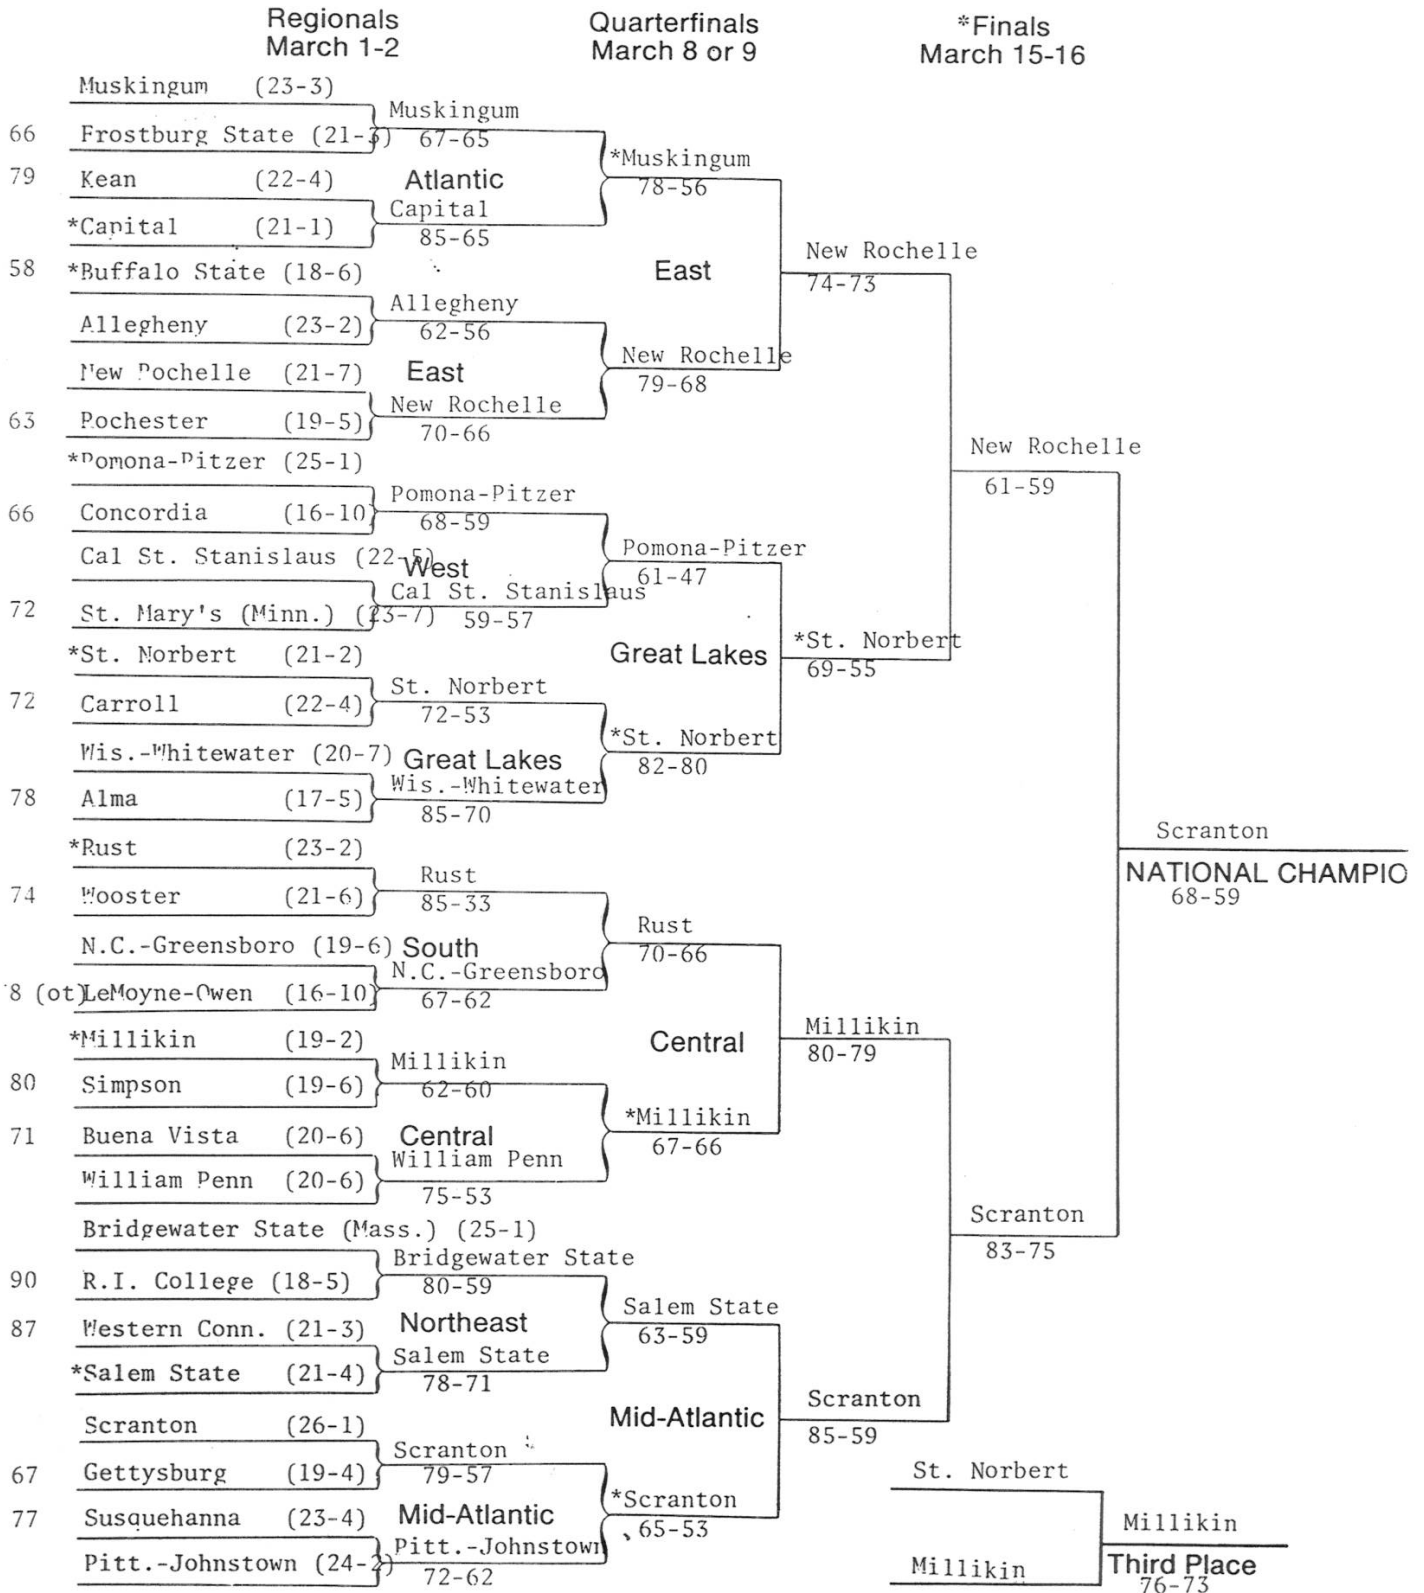 Regionals
March 1-2
Quarterfinals
March 8 or 9
*Finals
March 15-16
Muskingum (23-3)
Muskingum
66 Frostburg State (21-3) 67-65
*Muskingum
79 Kean (22-4) Atlantic 78-56
Capital
*Capital (21-1) 85-65
New Rochelle
58 *Buffalo State (18-6) East 74-73
Allegheny
Allegheny (23-2) 62-56
New Rochelle
New Rochelle (21-7) East 79-68
New Rochelle
63 Rochester (19-5) 70-66
New Rochelle
*Pomona-Pitzer (25-1) 61-59
Pomona-Pitzer
66 Concordia (16-10) 68-59
Pomona-Pitzer
Cal St. Stanislaus (22-5) West 61-47
Cal St. Stanislaus
72 St. Mary's (Minn.) (23-7) 59-57
*St. Norbert
*St. Norbert (21-2) Great Lakes 69-55
St. Norbert
72 Carroll (22-4) 72-53
*St. Norbert
Wis.-Whitewater (20-7) Great Lakes 82-80
Wis.-Whitewater
78 Alma (17-5) 85-70
Scranton
*Rust (23-2) NATIONAL CHAMPIO
68-59
Rust
74 Wooster (21-6) 85-33
Rust
N.C.-Greensboro (19-6) South 70-66
N.C.-Greensboro
8 (ot) LeMoyne-Owen (16-10) 67-62
Millikin
*Millikin (19-2) Central 80-79
Millikin
80 Simpson (19-6) 62-60
*Millikin
71 Buena Vista (20-6) Central 67-66
William Penn
William Penn (20-6) 75-53
Scranton
Bridgewater State (Mass.) (25-1) 83-75
Bridgewater State
90 R.I. College (18-5) 80-59
Salem State
87 Western Conn. (21-3) Northeast 63-59
Salem State
*Salem State (21-4) 78-71
Scranton
Scranton (26-1) Mid-Atlantic 85-59
Scranton
67 Gettysburg (19-4) 79-57
St. Norbert
*Scranton
77 Susquehanna (23-4) Mid-Atlantic 65-53
Millikin
Pitt.-Johnstown
Pitt.-Johnstown (24-2) 72-62
Millikin Third Place
76-73